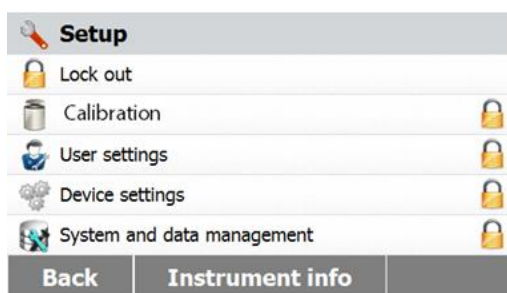 Setup
Lock out
Calibration
User settings
Device settings
System and data management
Back Instrument info